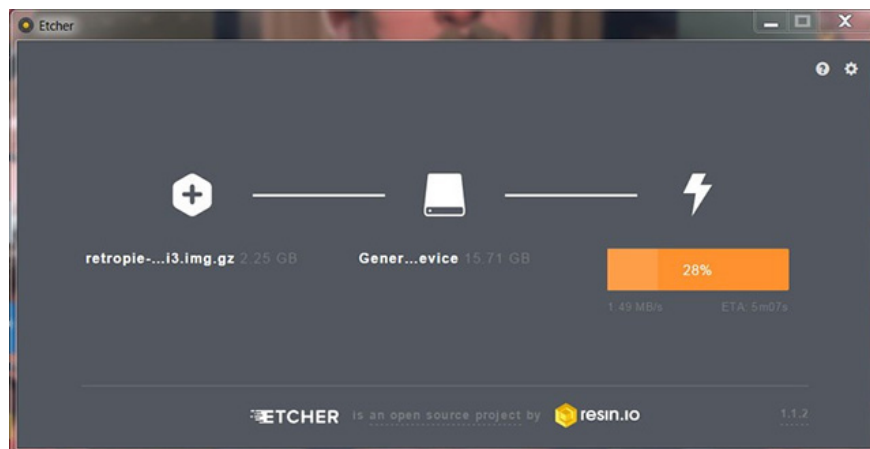 Etcher
retropie-...i3.img.gz 2.25 GB
Gener...evice 15.71 GB
28%
1.49 MB/s ETA: 5m07s
ETCHER is an open source project by resin.io 1.1.2